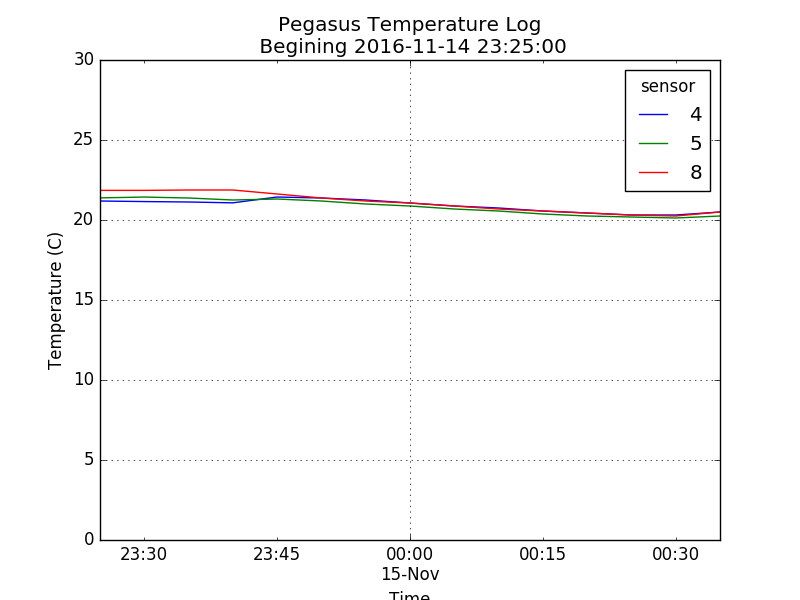 Pegasus Temperature Log
Begining 2016-11-14 23:25:00
sensor
4
5
8
30
25
20
15
10
5
0
Temperature (C)
23:30 23:45 00:00 00:15 00:30
15-Nov
Time